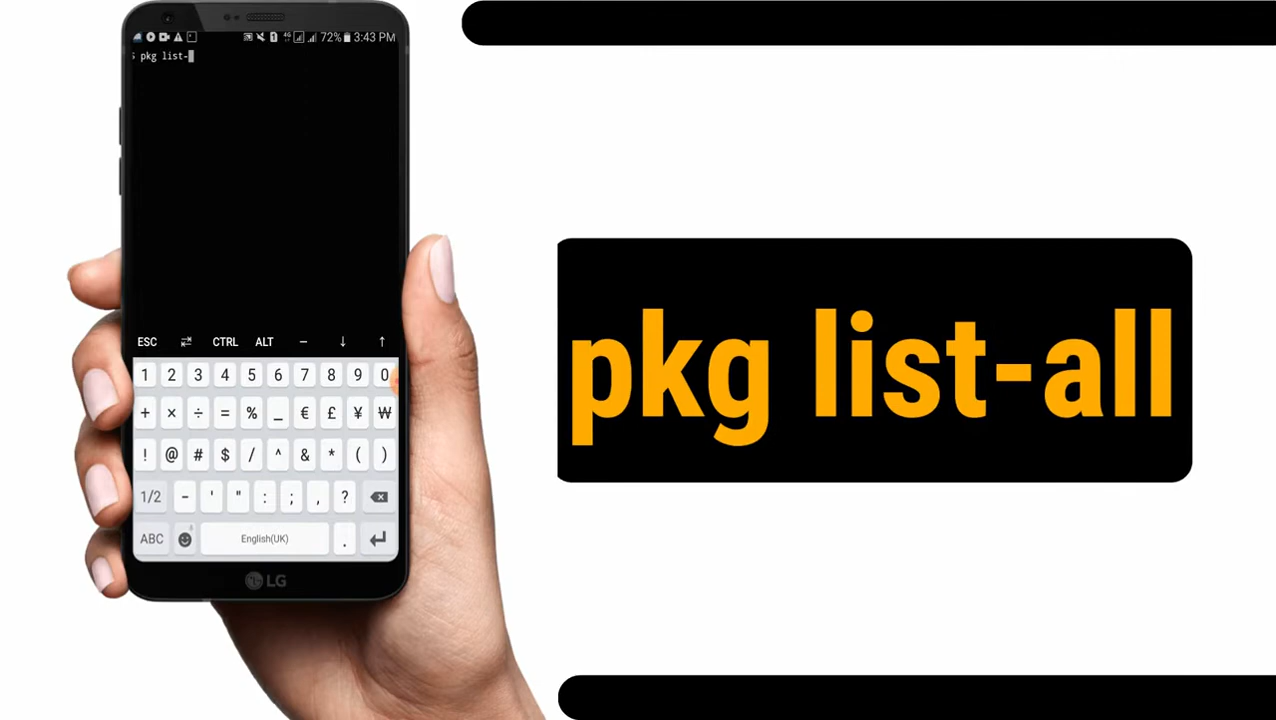 72% 3:43 PM
$ pkg list-
ESC CTRL ALT – ↓ ↑
1 2 3 4 5 6 7 8 9 0
+ × ÷ = % _ € £ ¥ ₩
! @ # $ / ^ & * ( )
1/2 - ' " : ; , ?
ABC English(UK) .
LG
pkg list-all